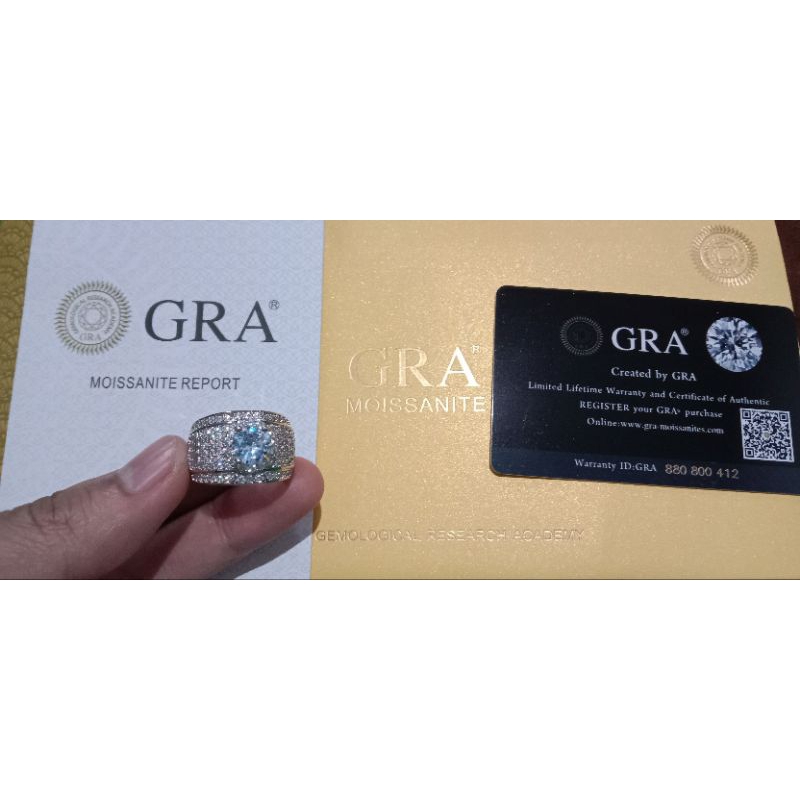 GRA®
MOISSANITE REPORT
GRA®
MOISSANITE
GEMOLOGICAL RESEARCH ACADEMY
GRA®
Created by GRA
Limited Lifetime Warranty and Certificate of Authentic
REGISTER your GRA® purchase
Online:www.gra-moissanites.com
Warranty ID:GRA 880 800 412